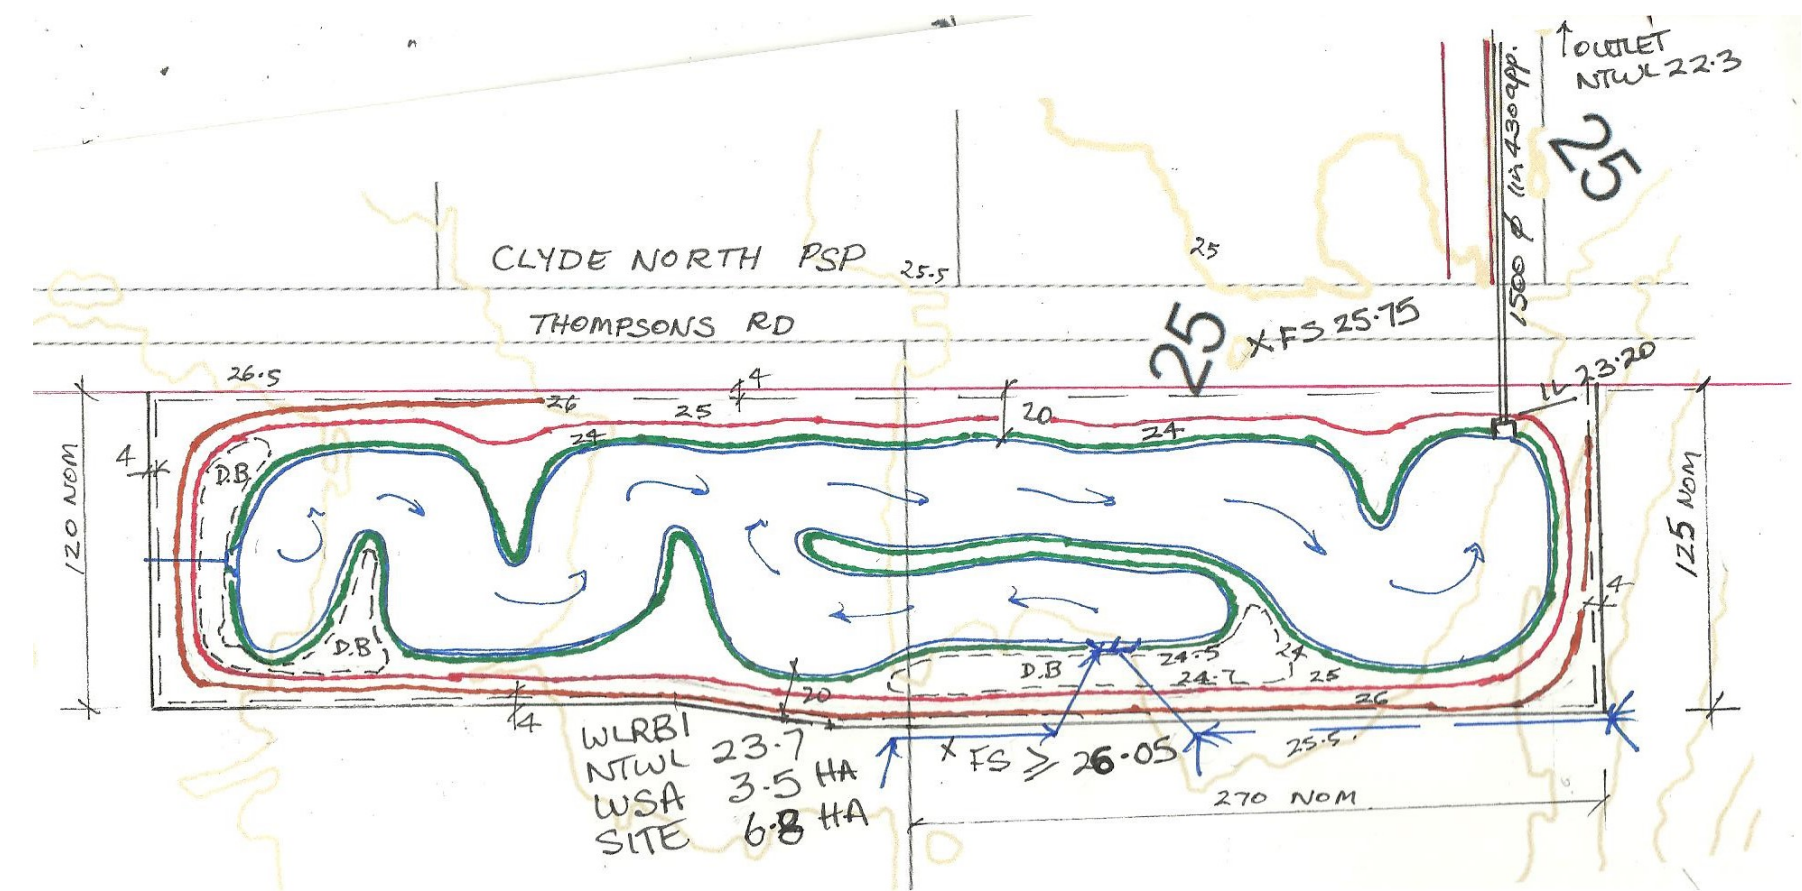 ↑ OUTLET
NTWL 22.3
1500 ⌀ 1 in 430 app.
25
CLYDE NORTH PSP
25.5
25
THOMPSONS RD
25
X FS 25.75
IL 23.20
26.5
4
26
25
20
24
24
4
D.B
120 NOM
125 NOM
4
D.B
D.B
24.5
24.7
24
25
26
20
4
WLRB1
NTWL 23.7
WSA 3.5 HA
SITE 6.8 HA
X FS ≥ 26.05
25.5
270 NOM